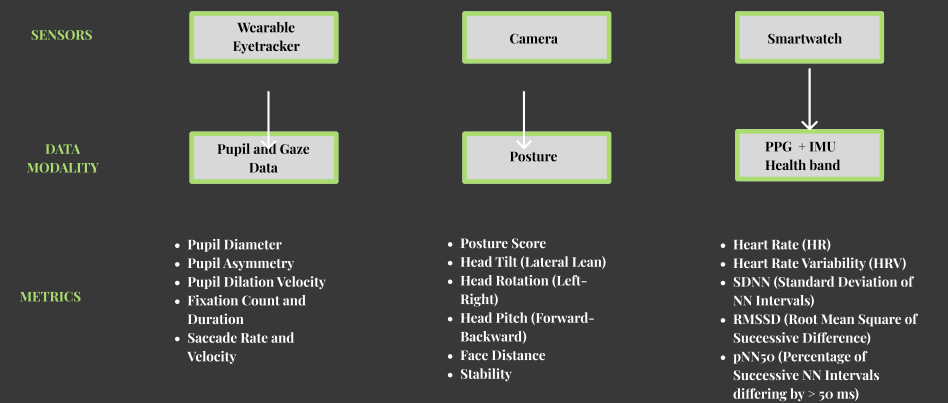 SENSORS
Wearable
Eyetracker
Camera
Smartwatch
DATA
MODALITY
Pupil and Gaze
Data
Posture
PPG + IMU
Health band
METRICS
• Pupil Diameter
• Pupil Asymmetry
• Pupil Dilation Velocity
• Fixation Count and
Duration
• Saccade Rate and
Velocity
• Posture Score
• Head Tilt (Lateral Lean)
• Head Rotation (Left-
Right)
• Head Pitch (Forward-
Backward)
• Face Distance
• Stability
• Heart Rate (HR)
• Heart Rate Variability (HRV)
• SDNN (Standard Deviation of
NN Intervals)
• RMSSD (Root Mean Square of
Successive Difference)
• pNN50 (Percentage of
Successive NN Intervals
differing by > 50 ms)